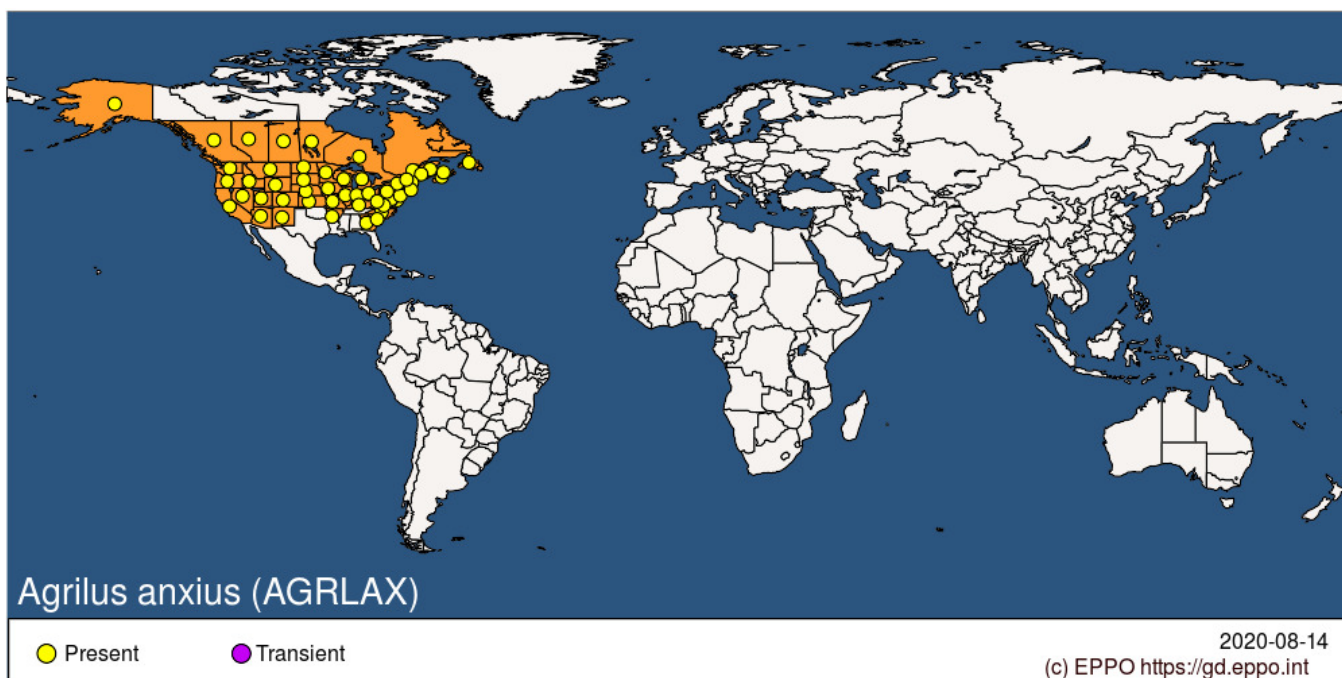 Agrilus anxius (AGRLAX)
Present
Transient
2020-08-14
(c) EPPO https://gd.eppo.int